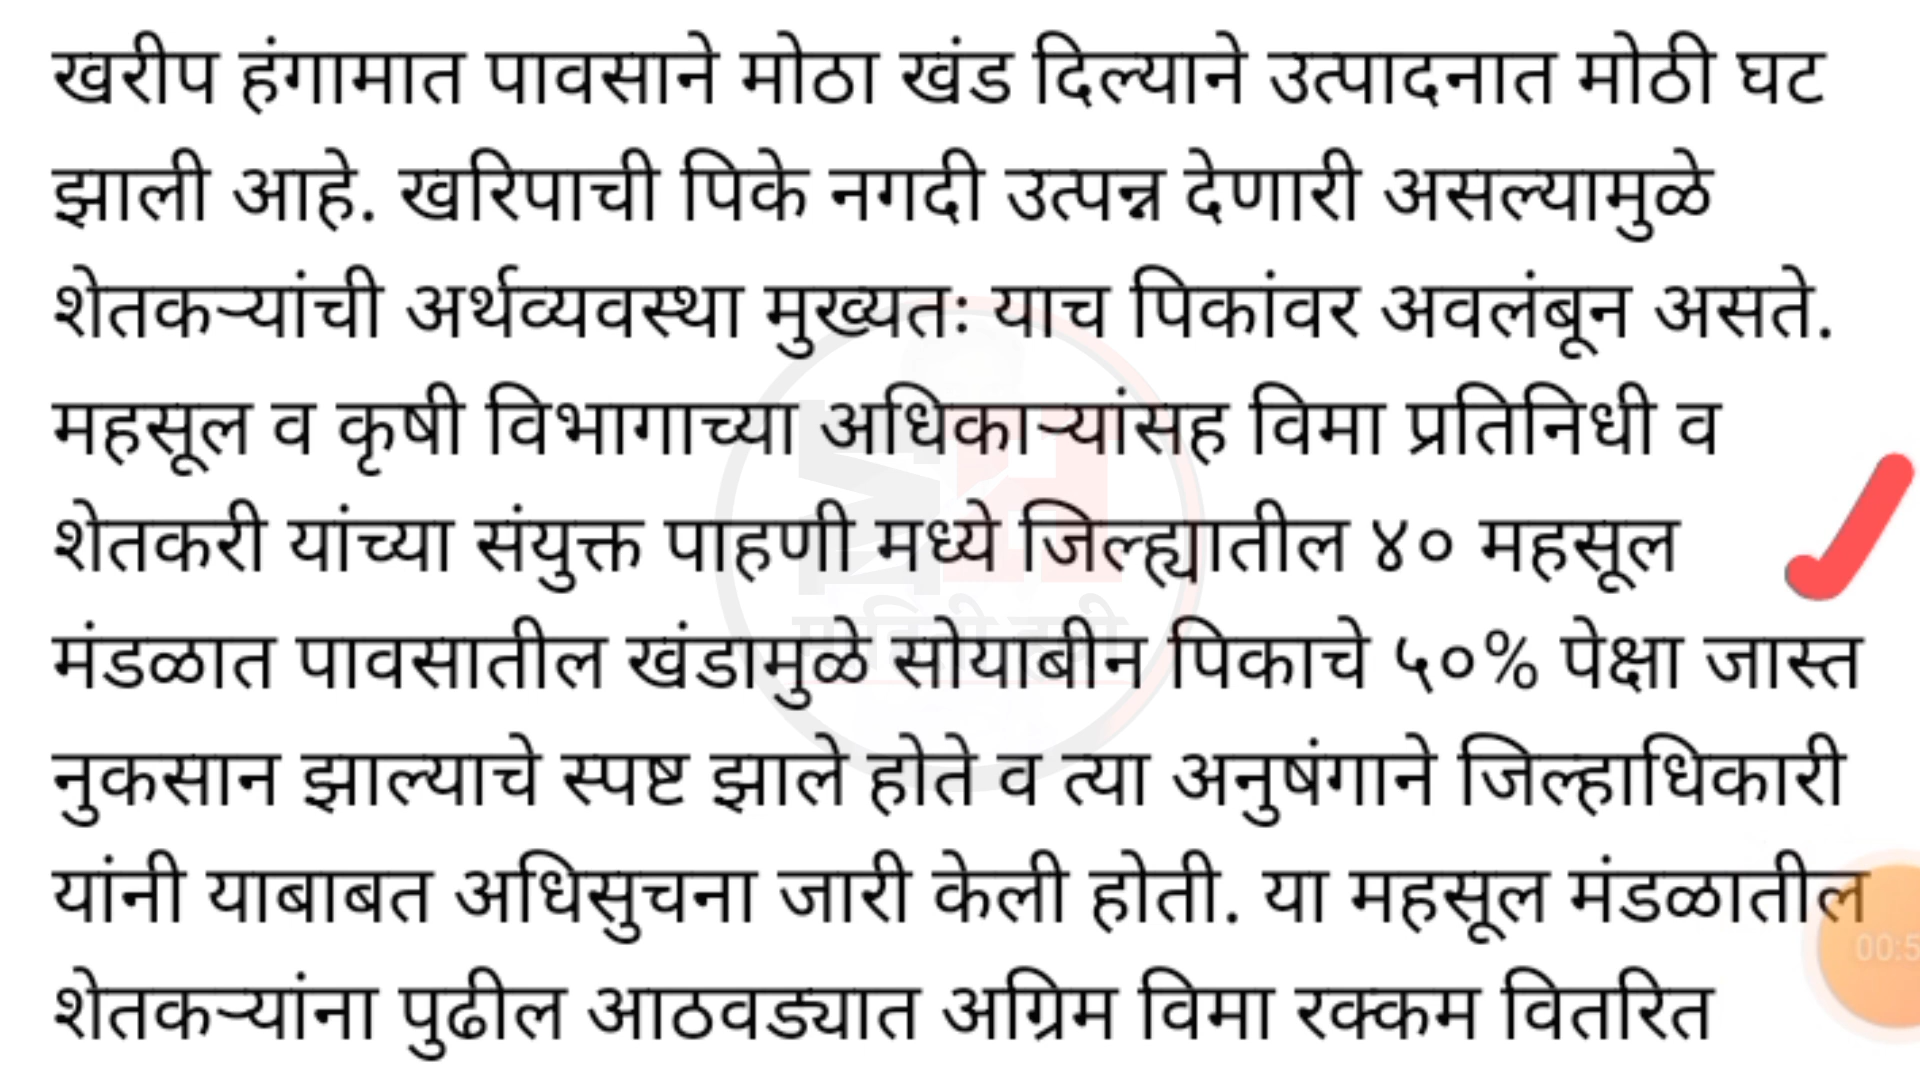 खरीप हंगामात पावसाने मोठा खंड दिल्याने उत्पादनात मोठी घट
झाली आहे. खरिपाची पिके नगदी उत्पन्न देणारी असल्यामुळे
शेतकऱ्यांची अर्थव्यवस्था मुख्यतः याच पिकांवर अवलंबून असते.
महसूल व कृषी विभागाच्या अधिकाऱ्यांसह विमा प्रतिनिधी व
शेतकरी यांच्या संयुक्त पाहणी मध्ये जिल्ह्यातील ४० महसूल
मंडळात पावसातील खंडामुळे सोयाबीन पिकाचे ५०% पेक्षा जास्त
नुकसान झाल्याचे स्पष्ट झाले होते व त्या अनुषंगाने जिल्हाधिकारी
यांनी याबाबत अधिसुचना जारी केली होती. या महसूल मंडळातील
शेतकऱ्यांना पुढील आठवड्यात अग्रिम विमा रक्कम वितरित